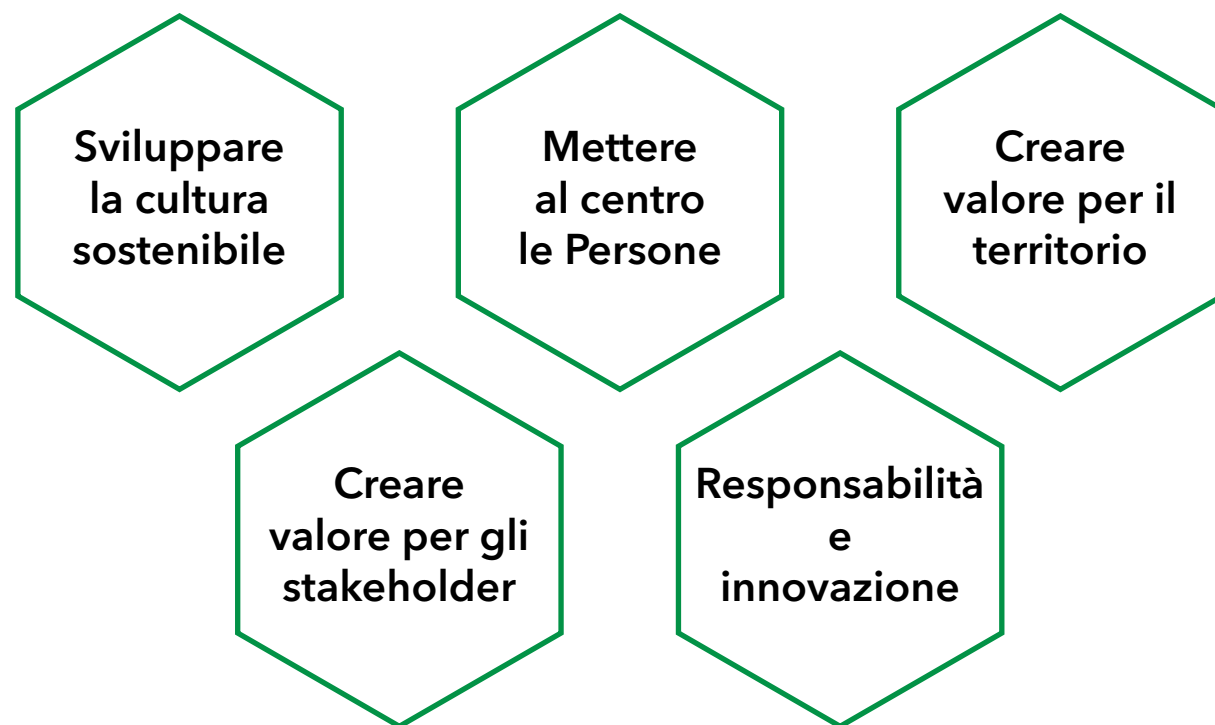 Sviluppare
la cultura
sostenibile
Mettere
al centro
le Persone
Creare
valore per il
territorio
Creare
valore per gli
stakeholder
Responsabilità
e
innovazione